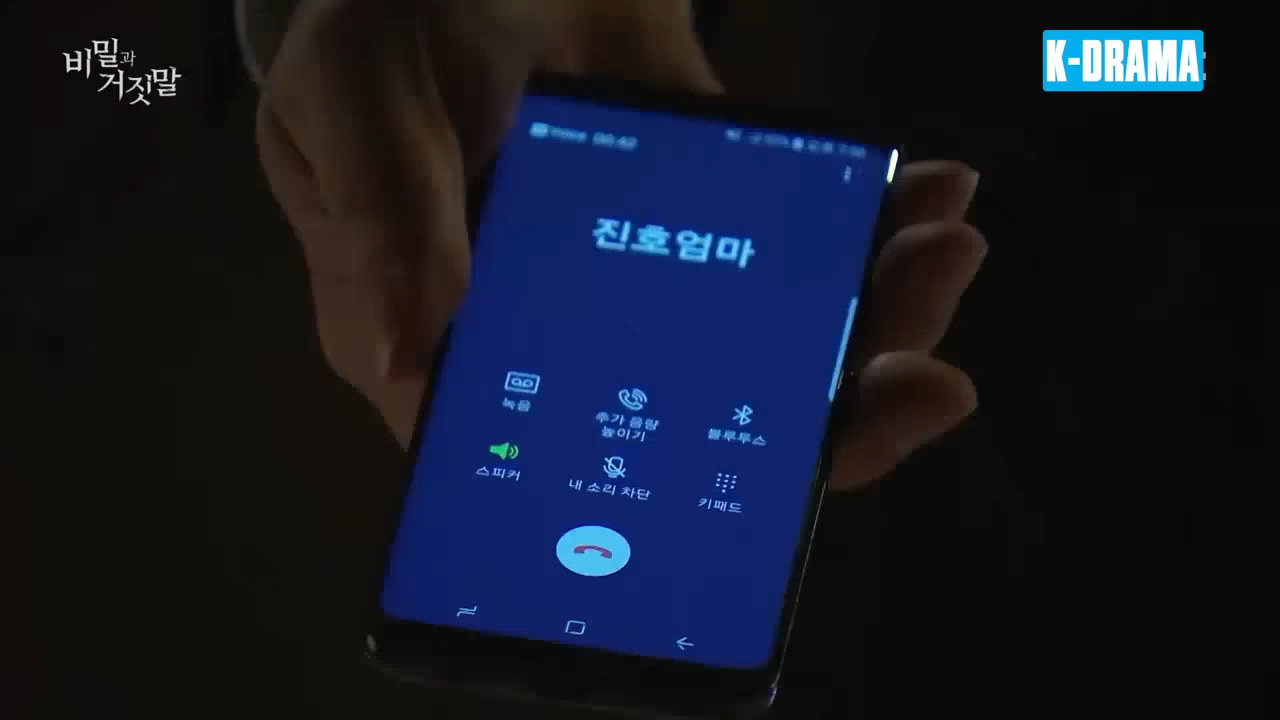 비밀과
거짓말
K-DRAMA
진호엄마
녹음
추가 음량
높이기
블루투스
스피커
내 소리 차단
키패드